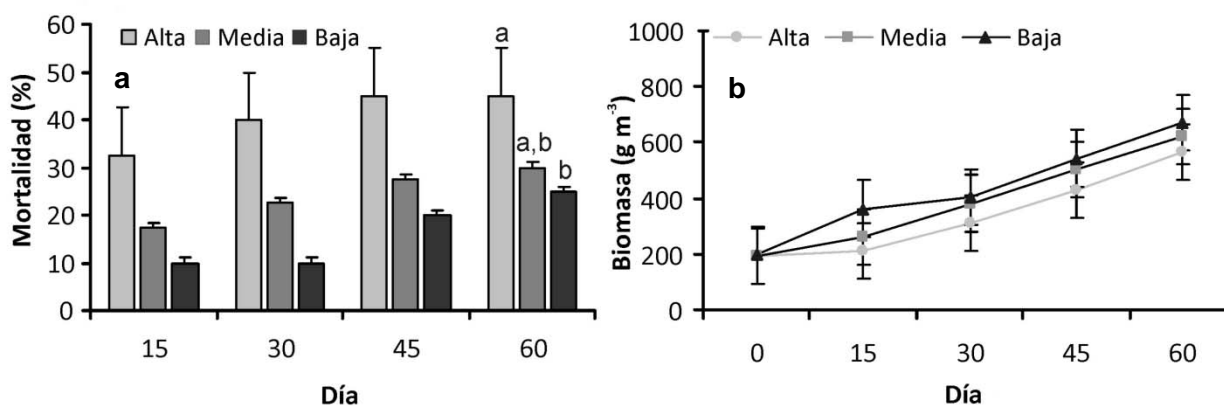 60
50
40
30
20
10
0
Mortalidad (%)
Alta Media Baja
a
a
a,b
b
15 30 45 60
Día
1000
800
600
400
200
0
Biomasa (g m⁻³)
Alta Media Baja
b
0 15 30 45 60
Día